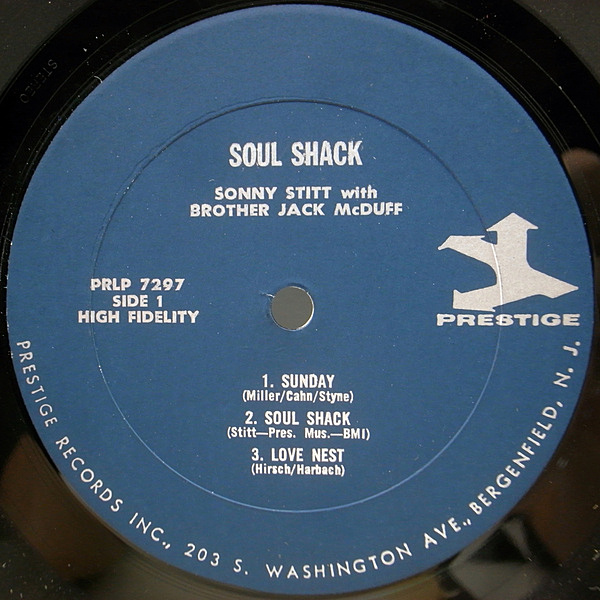 STEREO
SOUL SHACK
SONNY STITT with
BROTHER JACK McDUFF
PRLP 7297
SIDE 1
HIGH FIDELITY
PRESTIGE
1. SUNDAY
(Miller/Cahn/Styne)
2. SOUL SHACK
(Stitt—Pres. Mus.—BMI)
3. LOVE NEST
(Hirsch/Harbach)
PRESTIGE RECORDS INC., 203 S. WASHINGTON AVE., BERGENFIELD, N. J.